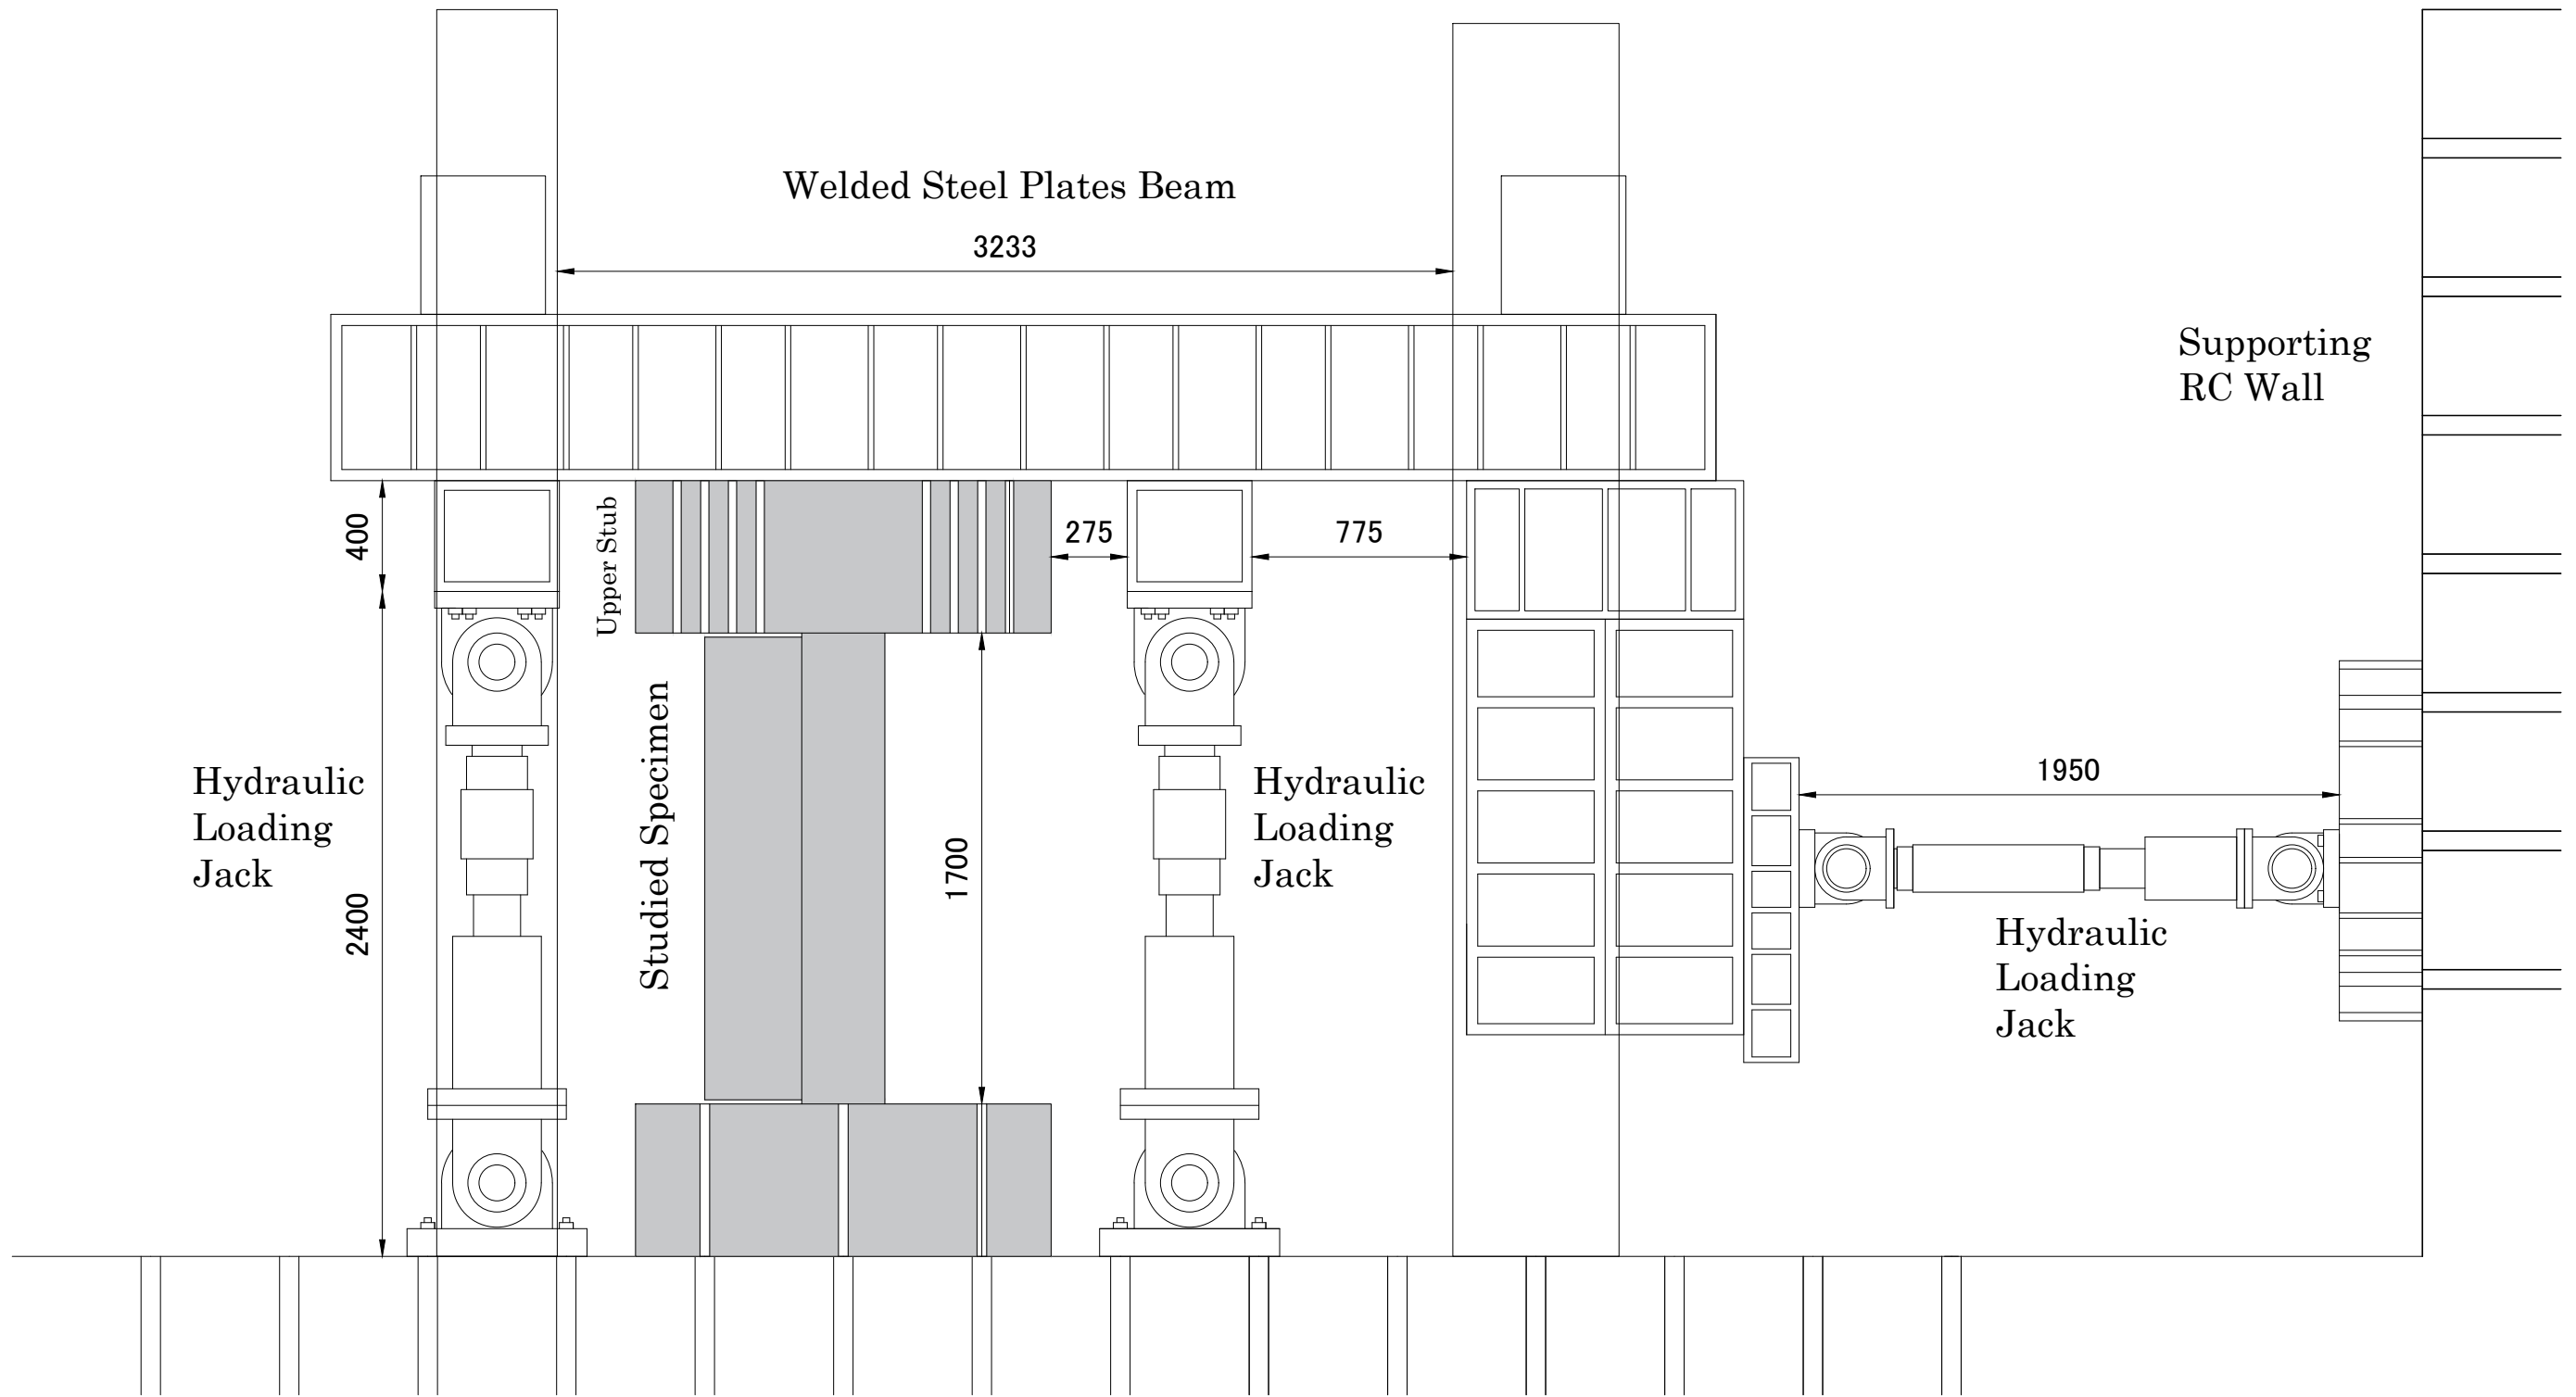 Welded Steel Plates Beam
3233
Supporting
RC Wall
400
Upper Stub
275
775
Hydraulic
Loading
Jack
2400
Studied Specimen
1700
Hydraulic
Loading
Jack
1950
Hydraulic
Loading
Jack